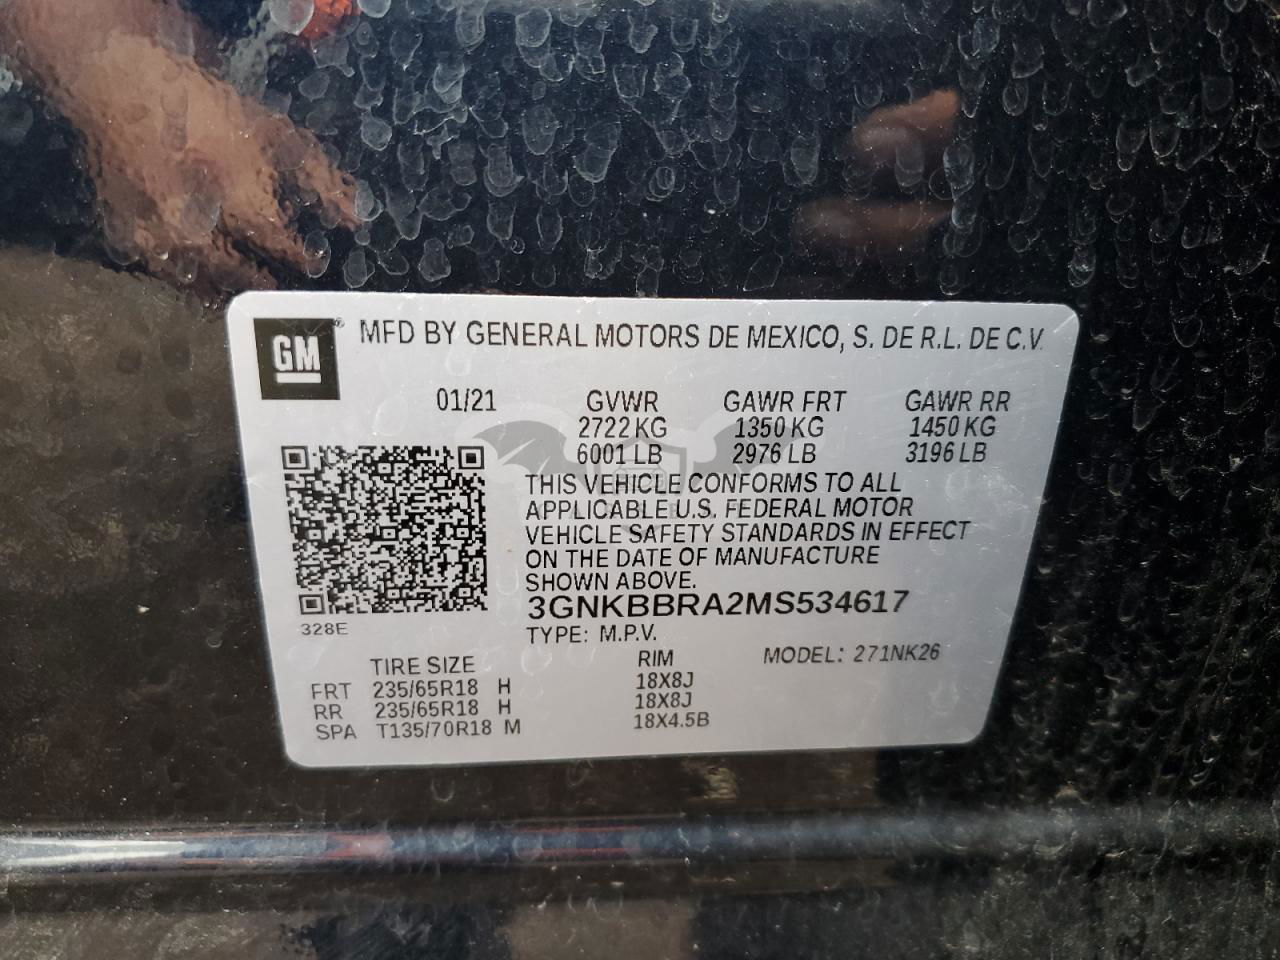 GM ® MFD BY GENERAL MOTORS DE MEXICO, S. DE R.L. DE C.V.
01/21 GVWR GAWR FRT GAWR RR
2722 KG 1350 KG 1450 KG
6001 LB 2976 LB 3196 LB
THIS VEHICLE CONFORMS TO ALL
APPLICABLE U.S. FEDERAL MOTOR
VEHICLE SAFETY STANDARDS IN EFFECT
ON THE DATE OF MANUFACTURE
SHOWN ABOVE.
3GNKBBRA2MS534617
328E
TYPE: M.P.V.
TIRE SIZE RIM MODEL: 271NK26
FRT 235/65R18 H 18X8J
RR 235/65R18 H 18X8J
SPA T135/70R18 M 18X4.5B